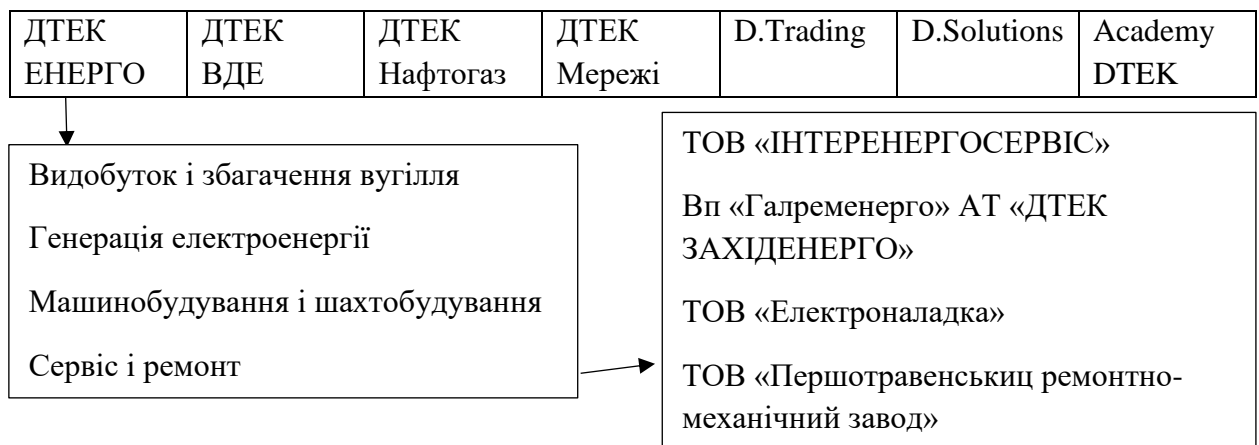 ДТЕК ЕНЕРГО
ДТЕК ВДЕ
ДТЕК Нафтогаз
ДТЕК Мережі
D.Trading
D.Solutions
Academy DTEK
Видобуток і збагачення вугілля
Генерація електроенергії
Машинобудування і шахтобудування
Сервіс і ремонт
ТОВ «ІНТЕРЕНЕРГОСЕРВІС»
Вп «Галременерго» АТ «ДТЕК
ЗАХІДЕНЕРГО»
ТОВ «Електроналадка»
ТОВ «Першотравенськиц ремонтно-
механічний завод»